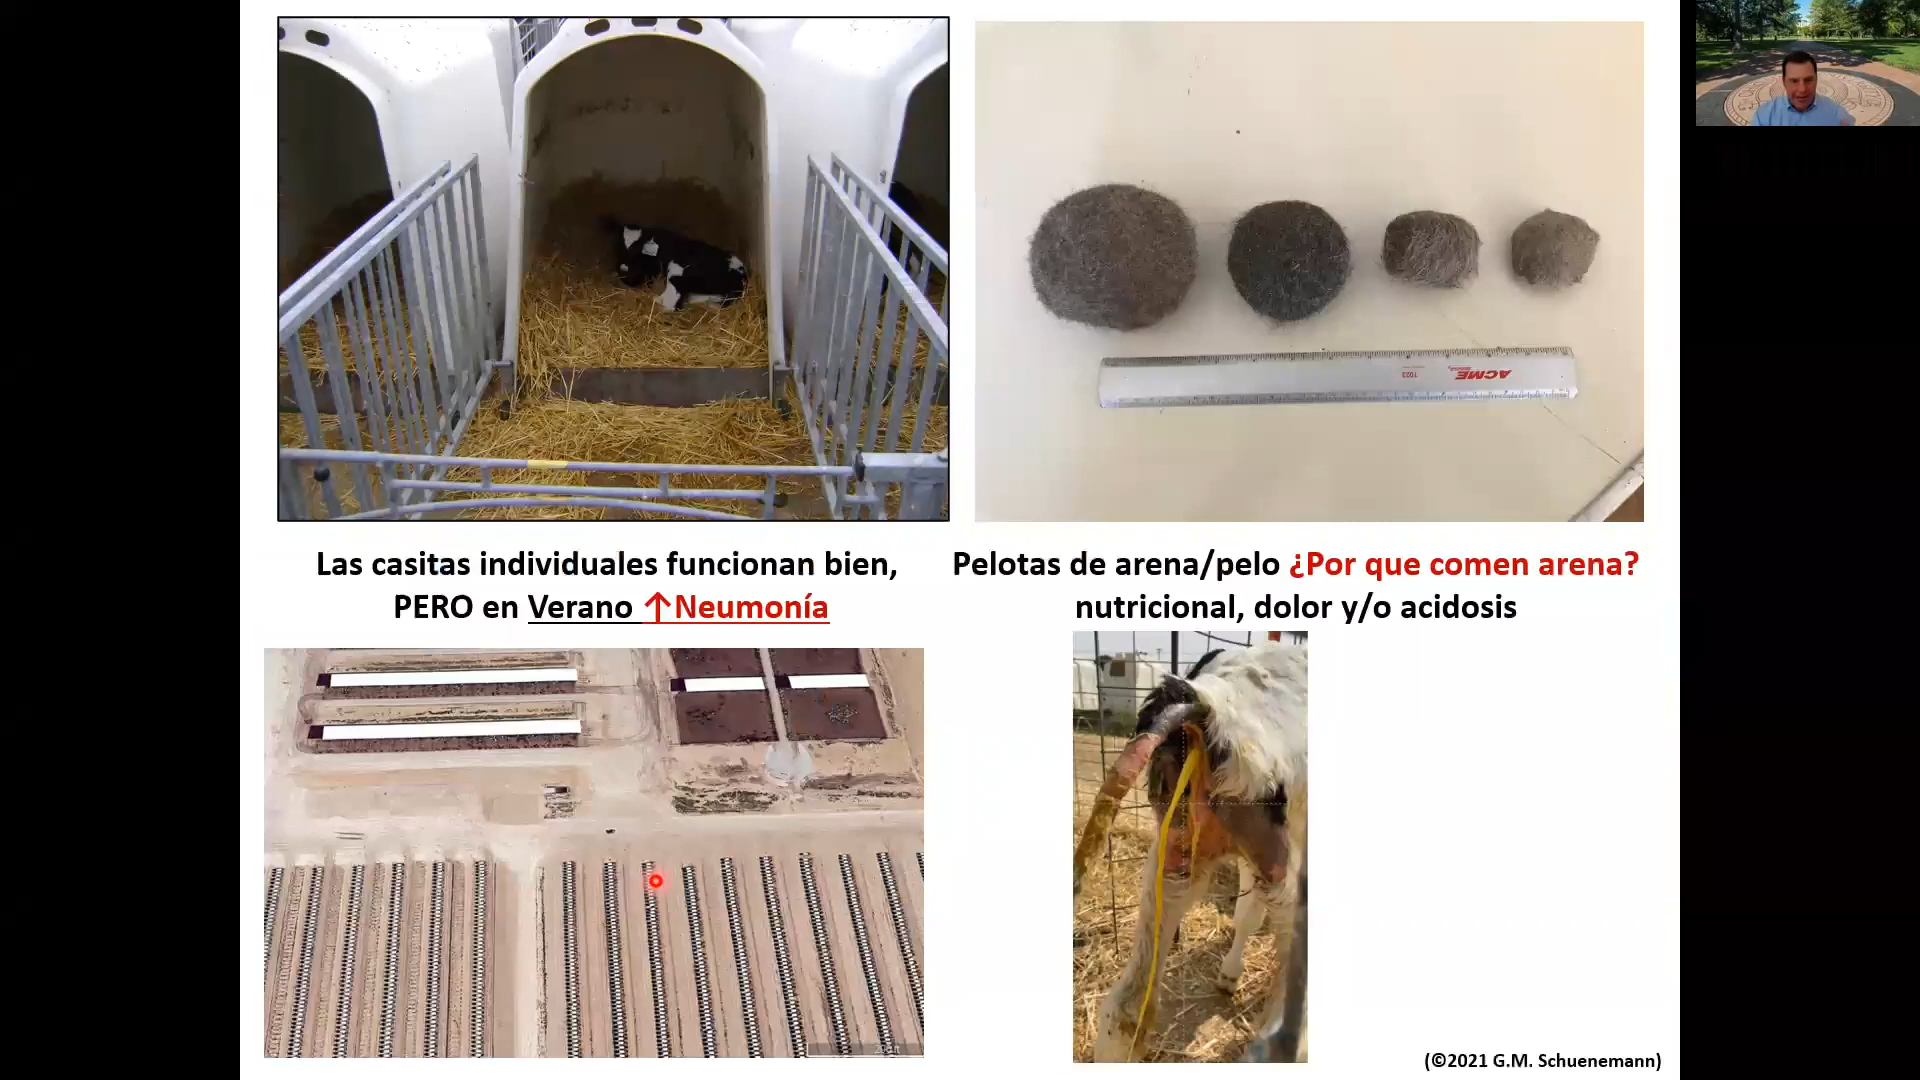 ACME
1023
Las casitas individuales funcionan bien,
PERO en Verano ↑Neumonía
Pelotas de arena/pelo ¿Por que comen arena?
nutricional, dolor y/o acidosis
(©2021 G.M. Schuenemann)